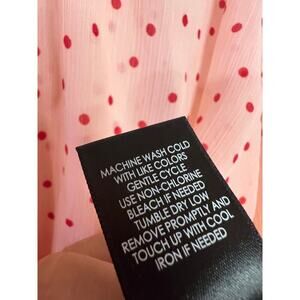 MACHINE WASH COLD
WITH LIKE COLORS
GENTLE CYCLE
USE NON-CHLORINE
BLEACH IF NEEDED
TUMBLE DRY LOW
REMOVE PROMPTLY AND
TOUCH UP WITH COOL
IRON IF NEEDED